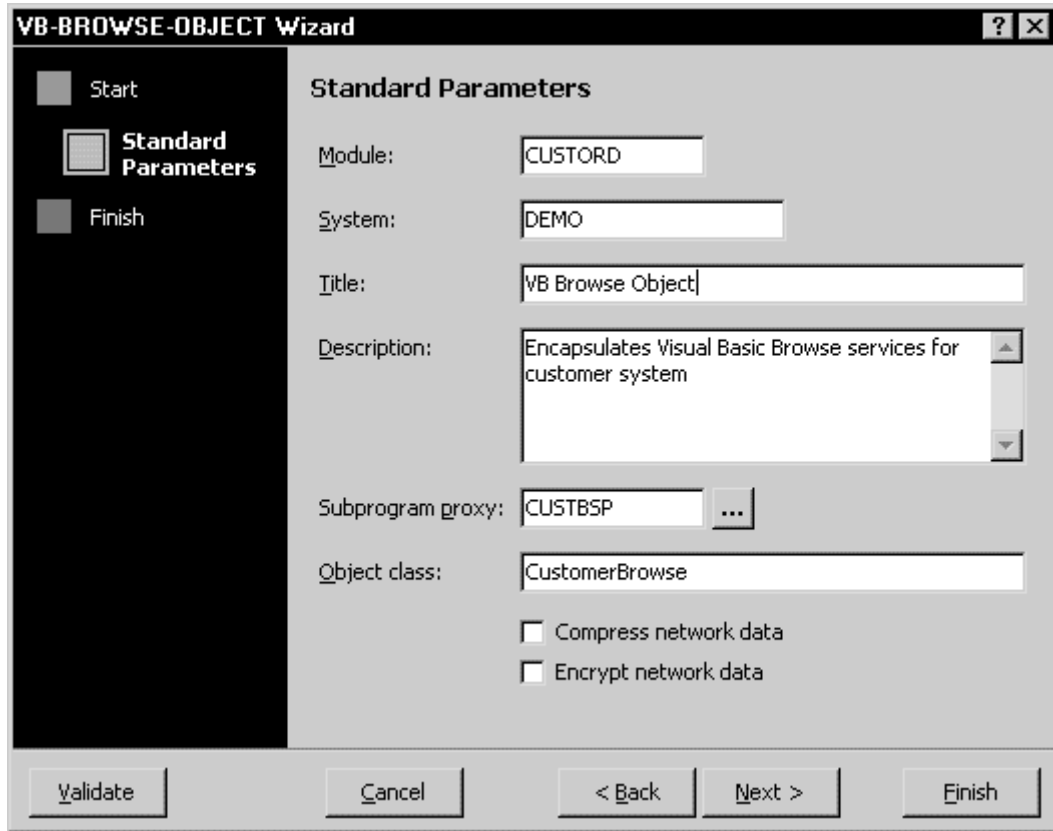 VB-BROWSE-OBJECT Wizard
? X
Start
Standard
Parameters
Finish
Standard Parameters
Module: CUSTORD
System: DEMO
Title: VB Browse Object
Description: Encapsulates Visual Basic Browse services for
customer system
Subprogram proxy: CUSTBSP ...
Object class: CustomerBrowse
Compress network data
Encrypt network data
Validate Cancel < Back Next > Finish